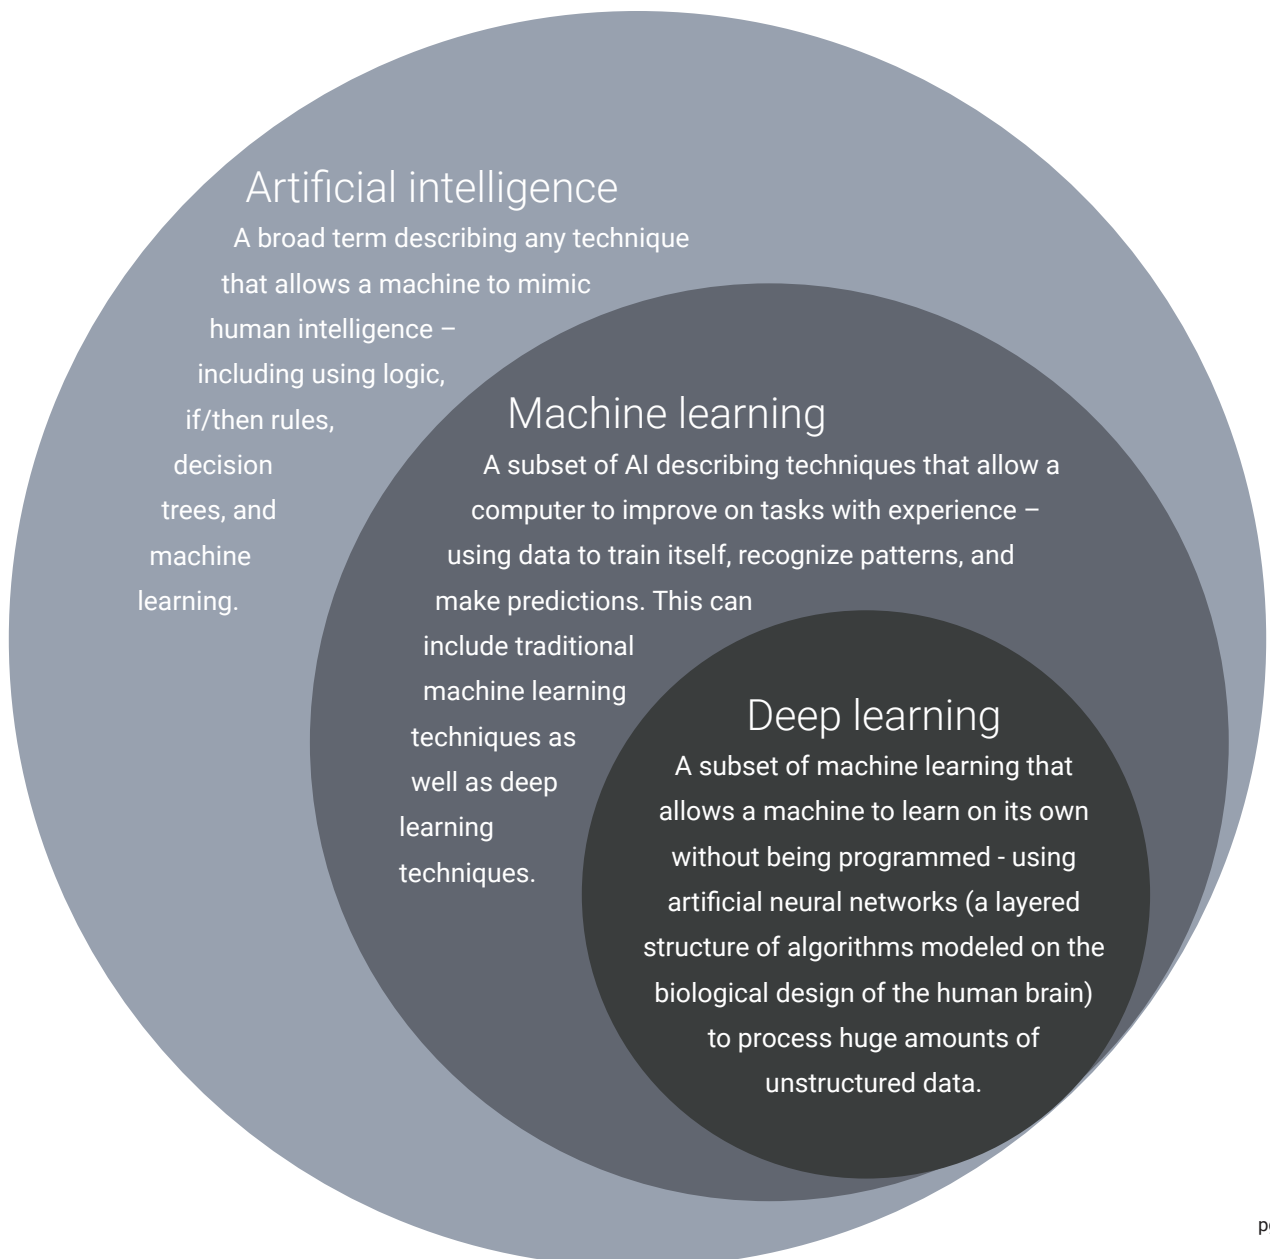 Artificial intelligence
A broad term describing any technique
that allows a machine to mimic
human intelligence –
including using logic,
if/then rules,
decision
trees, and
machine
learning.
Machine learning
A subset of AI describing techniques that allow a
computer to improve on tasks with experience –
using data to train itself, recognize patterns, and
make predictions. This can
include traditional
machine learning
techniques as
well as deep
learning
techniques.
Deep learning
A subset of machine learning that
allows a machine to learn on its own
without being programmed - using
artificial neural networks (a layered
structure of algorithms modeled on the
biological design of the human brain)
to process huge amounts of
unstructured data.